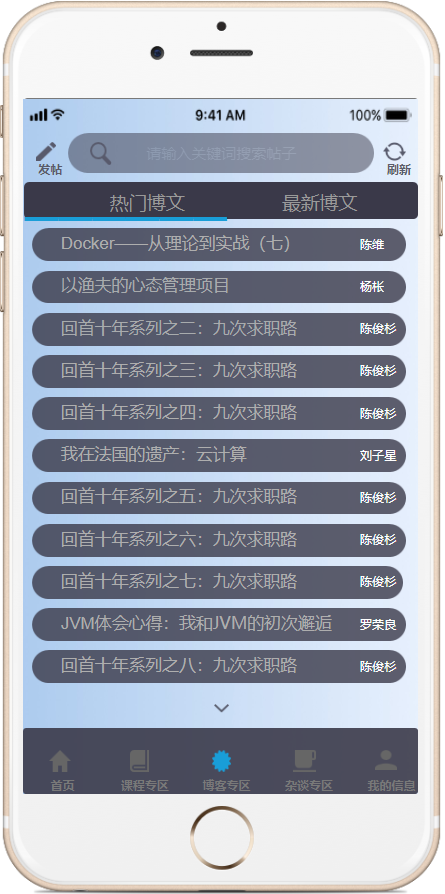 9:41 AM 100%
请输入关键词搜索帖子
发帖 刷新
热门博文 最新博文
Docker——从理论到实战（七） 陈维
以渔夫的心态管理项目 杨枨
回首十年系列之二：九次求职路 陈俊杉
回首十年系列之三：九次求职路 陈俊杉
回首十年系列之四：九次求职路 陈俊杉
我在法国的遗产：云计算 刘子星
回首十年系列之五：九次求职路 陈俊杉
回首十年系列之六：九次求职路 陈俊杉
回首十年系列之七：九次求职路 陈俊杉
JVM体会心得：我和JVM的初次邂逅 罗荣良
回首十年系列之八：九次求职路 陈俊杉
首页 课程专区 博客专区 杂谈专区 我的信息